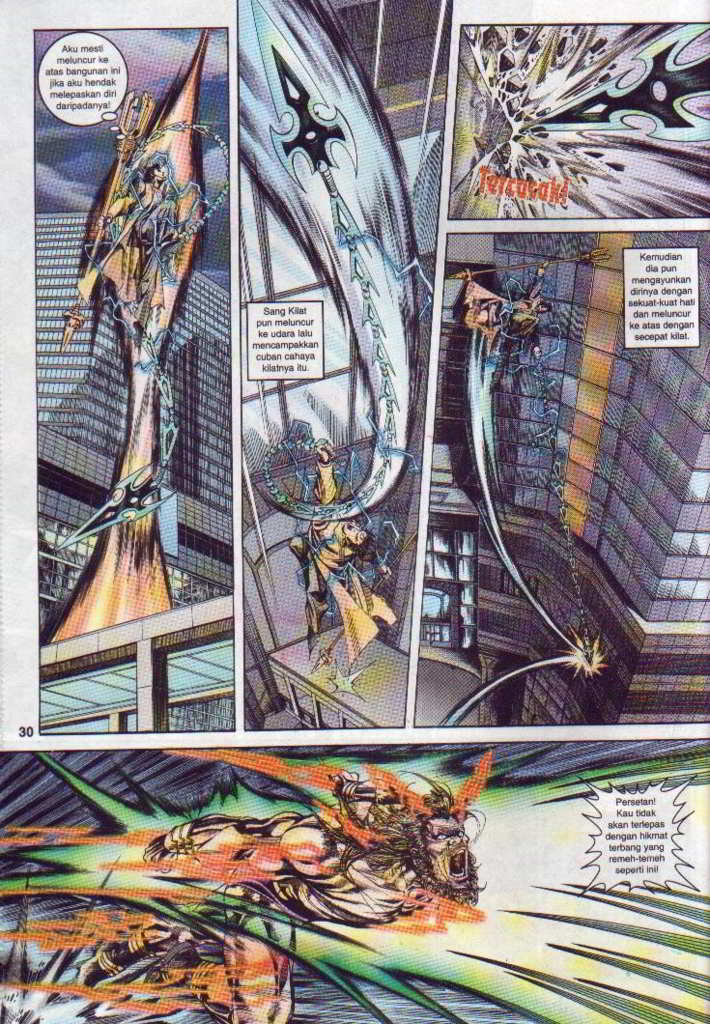 Aku mesti
meluncur ke
atas bangunan ini
jika aku hendak
melepaskan diri
daripadanya!
Sang Kilat
pun meluncur
ke udara lalu
mencampakkan
cuban cahaya
kilatnya itu.
Tercacak!
Kemudian
dia pun
mengayunkan
dirinya dengan
sekuat-kuat hati
dan meluncur
ke atas dengan
secepat kilat.
30
Persetan!
Kau tidak
akan terlepas
dengan hikmat
terbang yang
remeh-temeh
seperti ini!